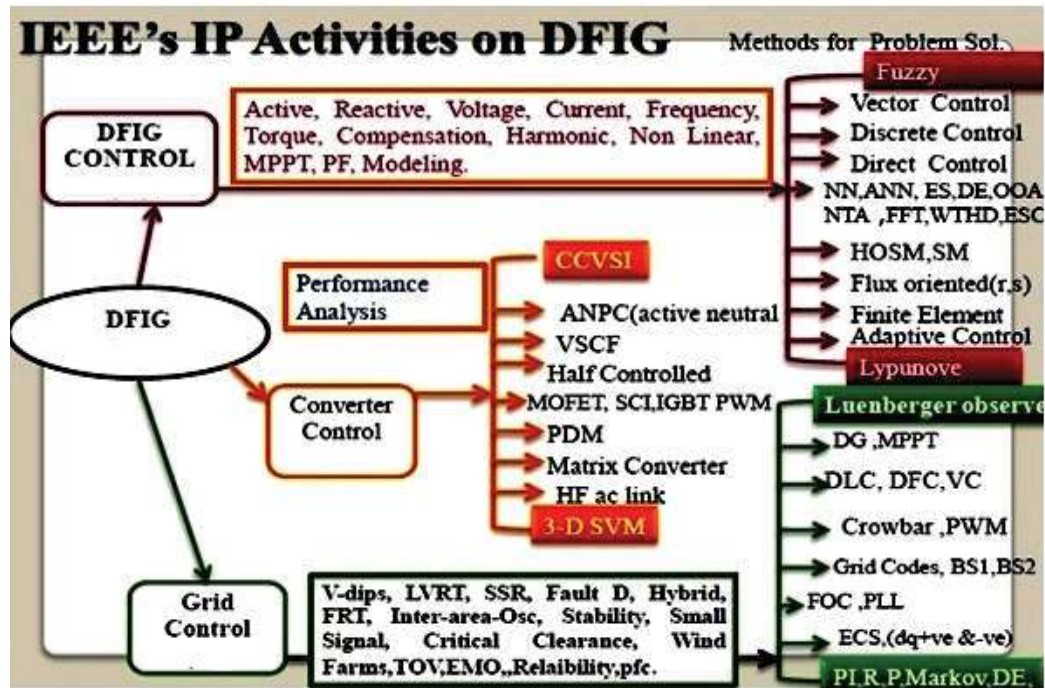 IEEE's IP Activities on DFIG
Methods for Problem Sol.
DFIG
CONTROL
Active, Reactive, Voltage, Current, Frequency,
Torque, Compensation, Harmonic, Non Linear,
MPPT, PF, Modeling.
Fuzzy
Vector Control
Discrete Control
Direct Control
NN,ANN, ES,DE,OOA
NTA ,FFT,WTHD,ESC
HOSM,SM
Flux oriented(r,s)
Finite Element
Adaptive Control
Lypunove
DFIG
Performance
Analysis
Converter
Control
CCVSI
ANPC(active neutral
VSCF
Half Controlled
MOFET, SCI,IGBT PWM
PDM
Matrix Converter
HF ac link
3-D SVM
Grid
Control
V-dips, LVRT, SSR, Fault D, Hybrid,
FRT, Inter-area-Osc, Stability, Small
Signal, Critical Clearance, Wind
Farms,TOV,EMO,,Relaibility,pfc.
Luenberger observe
DG ,MPPT
DLC, DFC,VC
Crowbar ,PWM
Grid Codes, BS1,BS2
FOC ,PLL
ECS,(dq+ve &-ve)
PI,R,P,Markov,DE,